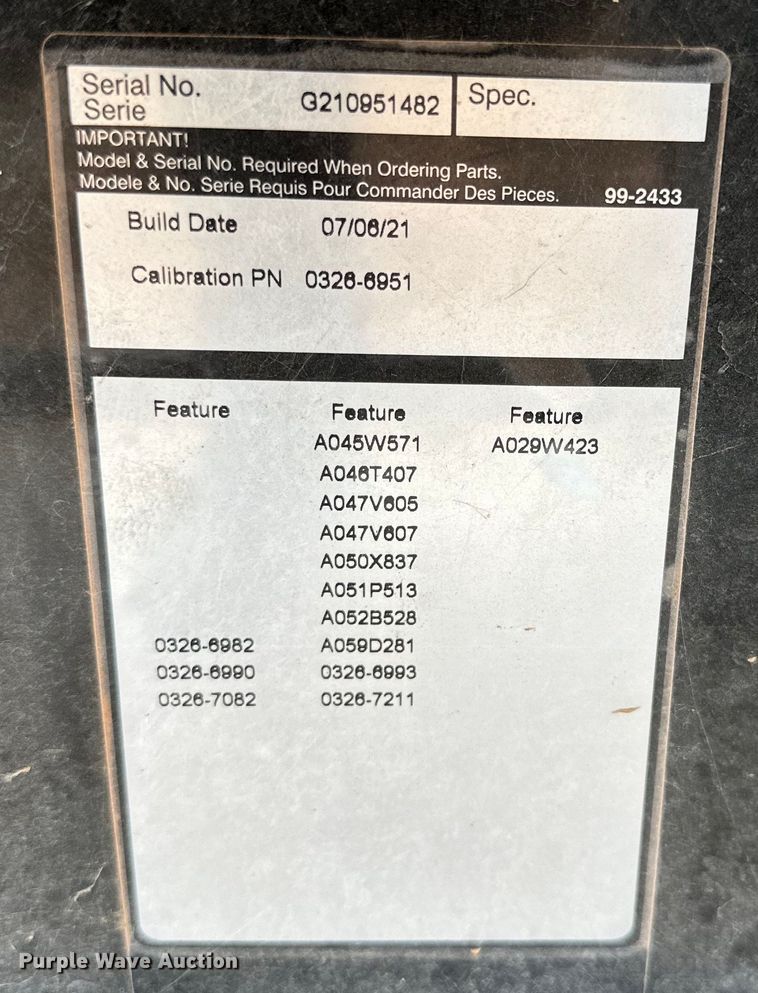 Serial No. G210951482 Spec.
Serie
IMPORTANT!
Model & Serial No. Required When Ordering Parts.
Modele & No. Serie Requis Pour Commander Des Pieces. 99-2433
Build Date 07/06/21
Calibration PN 0326-6951
Feature Feature Feature
A045W571 A029W423
A046T407
A047V605
A047V607
A050X837
A051P513
A052B528
0326-6982 A059D281
0326-6990 0326-6993
0326-7082 0326-7211
Purple Wave Auction